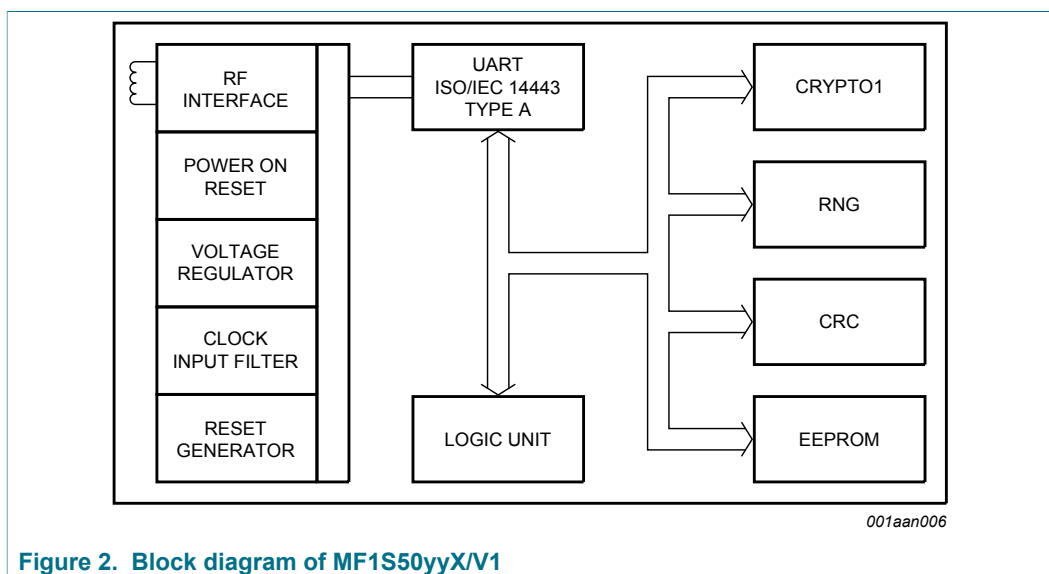 RF
INTERFACE
POWER ON
RESET
VOLTAGE
REGULATOR
CLOCK
INPUT FILTER
RESET
GENERATOR
UART
ISO/IEC 14443
TYPE A
LOGIC UNIT
CRYPTO1
RNG
CRC
EEPROM
001aan006
Figure 2. Block diagram of MF1S50yyX/V1